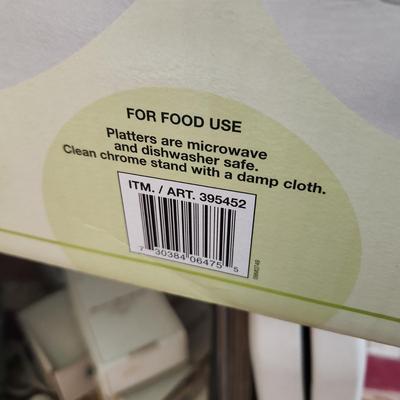 FOR FOOD USE
Platters are microwave
and dishwasher safe.
Clean chrome stand with a damp cloth.
ITM. / ART. 395452
7 30384 06475 5